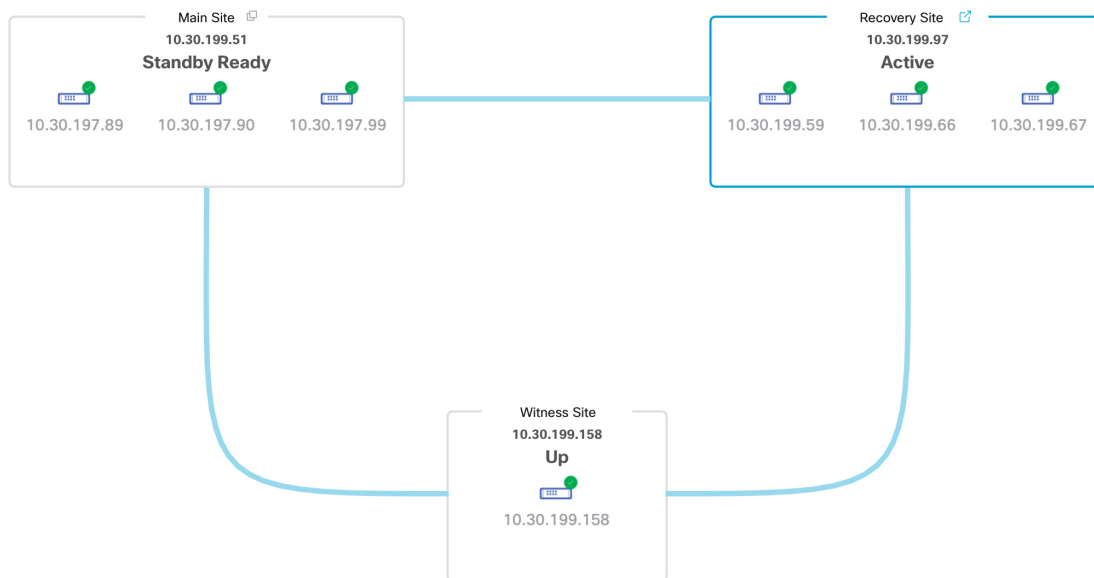 Main Site
10.30.199.51
Standby Ready
10.30.197.89 10.30.197.90 10.30.197.99
Recovery Site
10.30.199.97
Active
10.30.199.59 10.30.199.66 10.30.199.67
Witness Site
10.30.199.158
Up
10.30.199.158